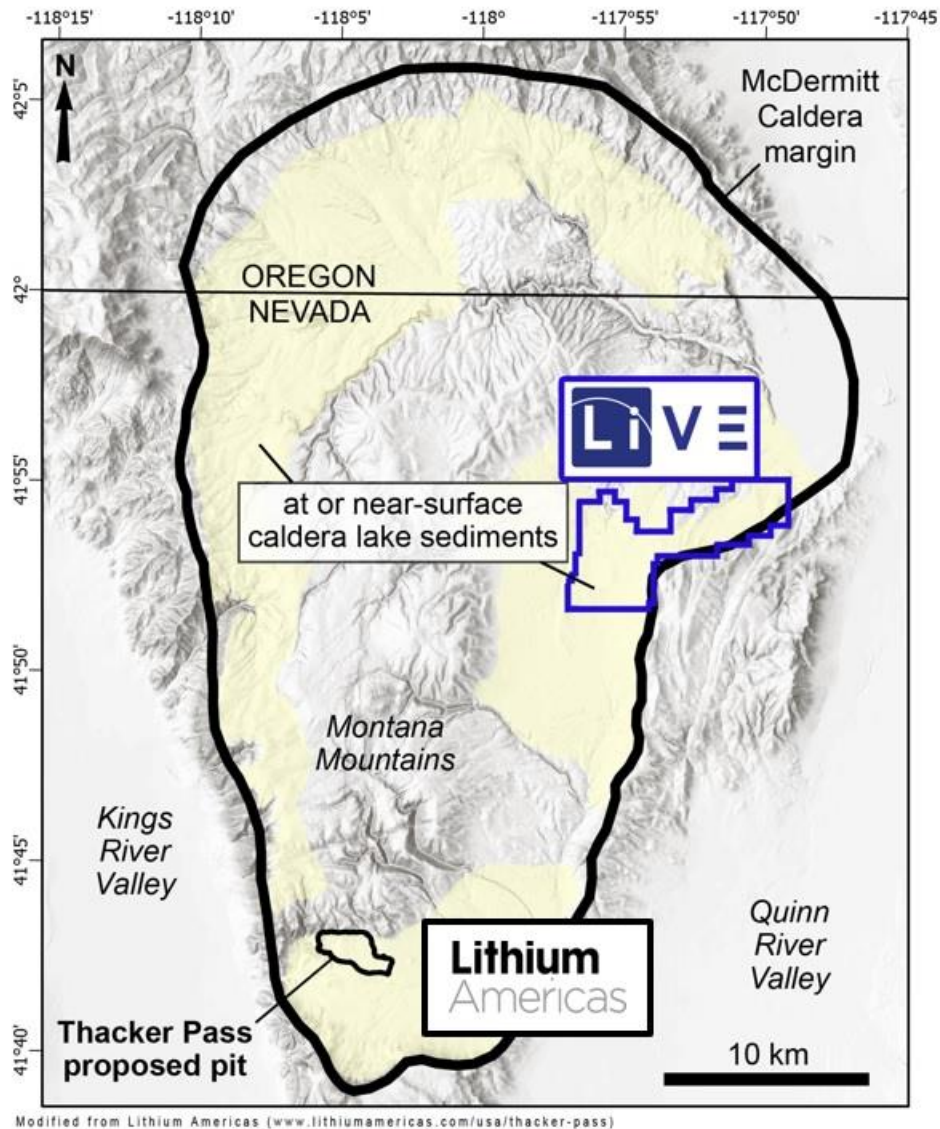 -118°15'
-118°10'
-118°5'
-118°
-117°55'
-117°50'
-117°45'
N
42°5'
42°
41°55'
41°50'
41°45'
41°40'
McDermitt
Caldera
margin
OREGON
NEVADA
LiVE
at or near-surface
caldera lake sediments
Montana
Mountains
Kings
River
Valley
Quinn
River
Valley
Lithium
Americas
Thacker Pass
proposed pit
10 km
Modified from Lithium Americas (www.lithiumamericas.com/usa/thacker-pass)